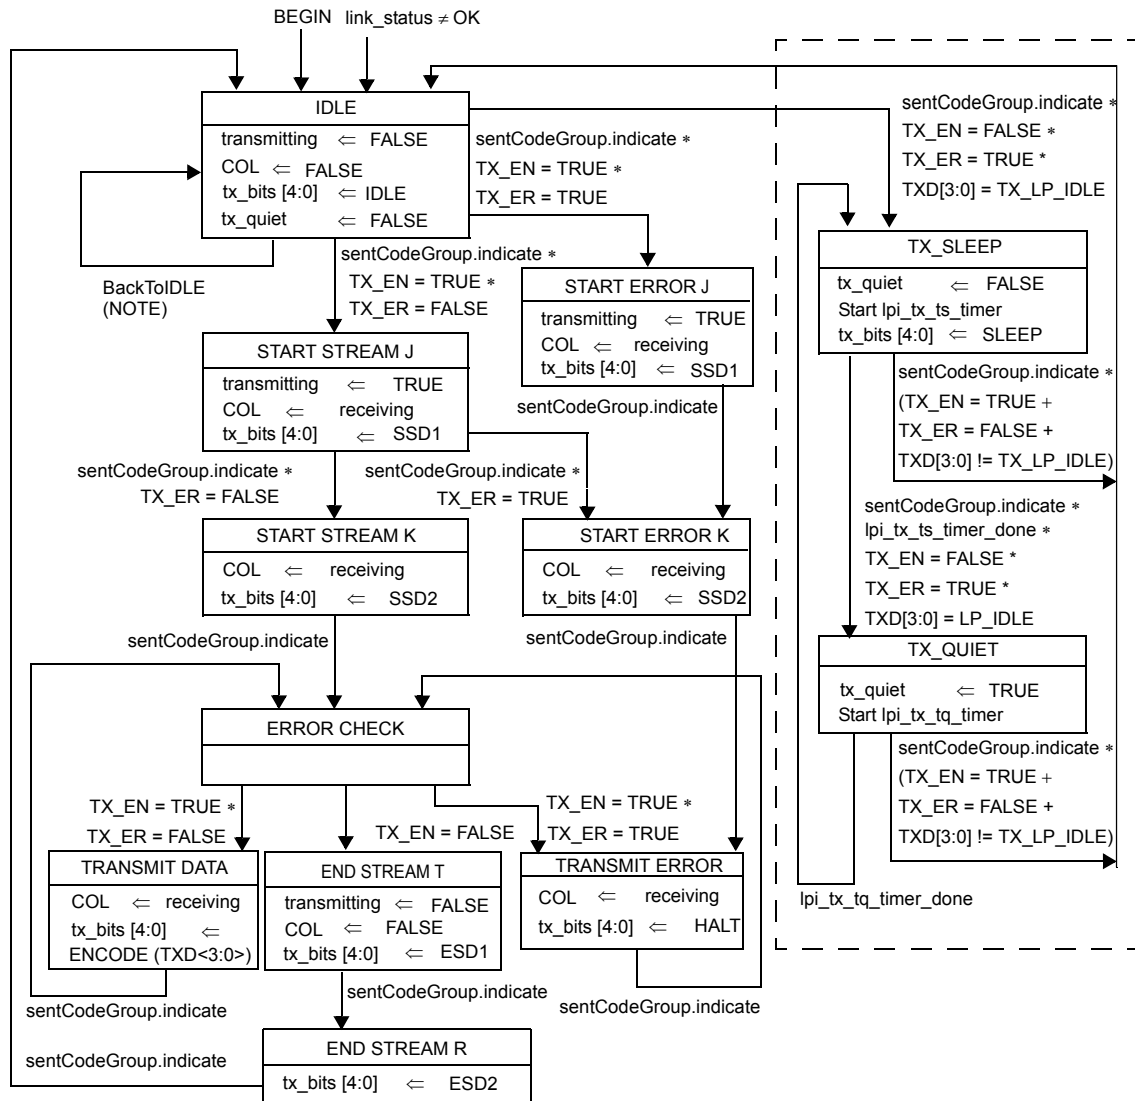 BEGIN
link_status ≠ OK
IDLE
transmitting ⇐ FALSE
COL ⇐ FALSE
tx_bits [4:0] ⇐ IDLE
tx_quiet ⇐ FALSE
BackToIDLE
(NOTE)
sentCodeGroup.indicate *
TX_EN = TRUE *
TX_ER = TRUE
sentCodeGroup.indicate *
TX_EN = TRUE *
TX_ER = FALSE
START ERROR J
transmitting ⇐ TRUE
COL ⇐ receiving
tx_bits [4:0] ⇐ SSD1
sentCodeGroup.indicate
START STREAM J
transmitting ⇐ TRUE
COL ⇐ receiving
tx_bits [4:0] ⇐ SSD1
sentCodeGroup.indicate *
TX_ER = FALSE
sentCodeGroup.indicate *
TX_ER = TRUE
START STREAM K
COL ⇐ receiving
tx_bits [4:0] ⇐ SSD2
sentCodeGroup.indicate
START ERROR K
COL ⇐ receiving
tx_bits [4:0] ⇐ SSD2
sentCodeGroup.indicate
ERROR CHECK
TX_EN = TRUE *
TX_ER = FALSE
TX_EN = FALSE
TX_EN = TRUE *
TX_ER = TRUE
TRANSMIT DATA
COL ⇐ receiving
tx_bits [4:0] ⇐
ENCODE (TXD<3:0>)
sentCodeGroup.indicate
END STREAM T
transmitting ⇐ FALSE
COL ⇐ FALSE
tx_bits [4:0] ⇐ ESD1
sentCodeGroup.indicate
TRANSMIT ERROR
COL ⇐ receiving
tx_bits [4:0] ⇐ HALT
sentCodeGroup.indicate
END STREAM R
tx_bits [4:0] ⇐ ESD2
sentCodeGroup.indicate
sentCodeGroup.indicate *
TX_EN = FALSE *
TX_ER = TRUE *
TXD[3:0] = TX_LP_IDLE
TX_SLEEP
tx_quiet ⇐ FALSE
Start lpi_tx_ts_timer
tx_bits [4:0] ⇐ SLEEP
sentCodeGroup.indicate *
(TX_EN = TRUE +
TX_ER = FALSE +
TXD[3:0] != TX_LP_IDLE)
sentCodeGroup.indicate *
lpi_tx_ts_timer_done *
TX_EN = FALSE *
TX_ER = TRUE *
TXD[3:0] = LP_IDLE
TX_QUIET
tx_quiet ⇐ TRUE
Start lpi_tx_tq_timer
sentCodeGroup.indicate *
(TX_EN = TRUE +
TX_ER = FALSE +
TXD[3:0] != TX_LP_IDLE)
lpi_tx_tq_timer_done